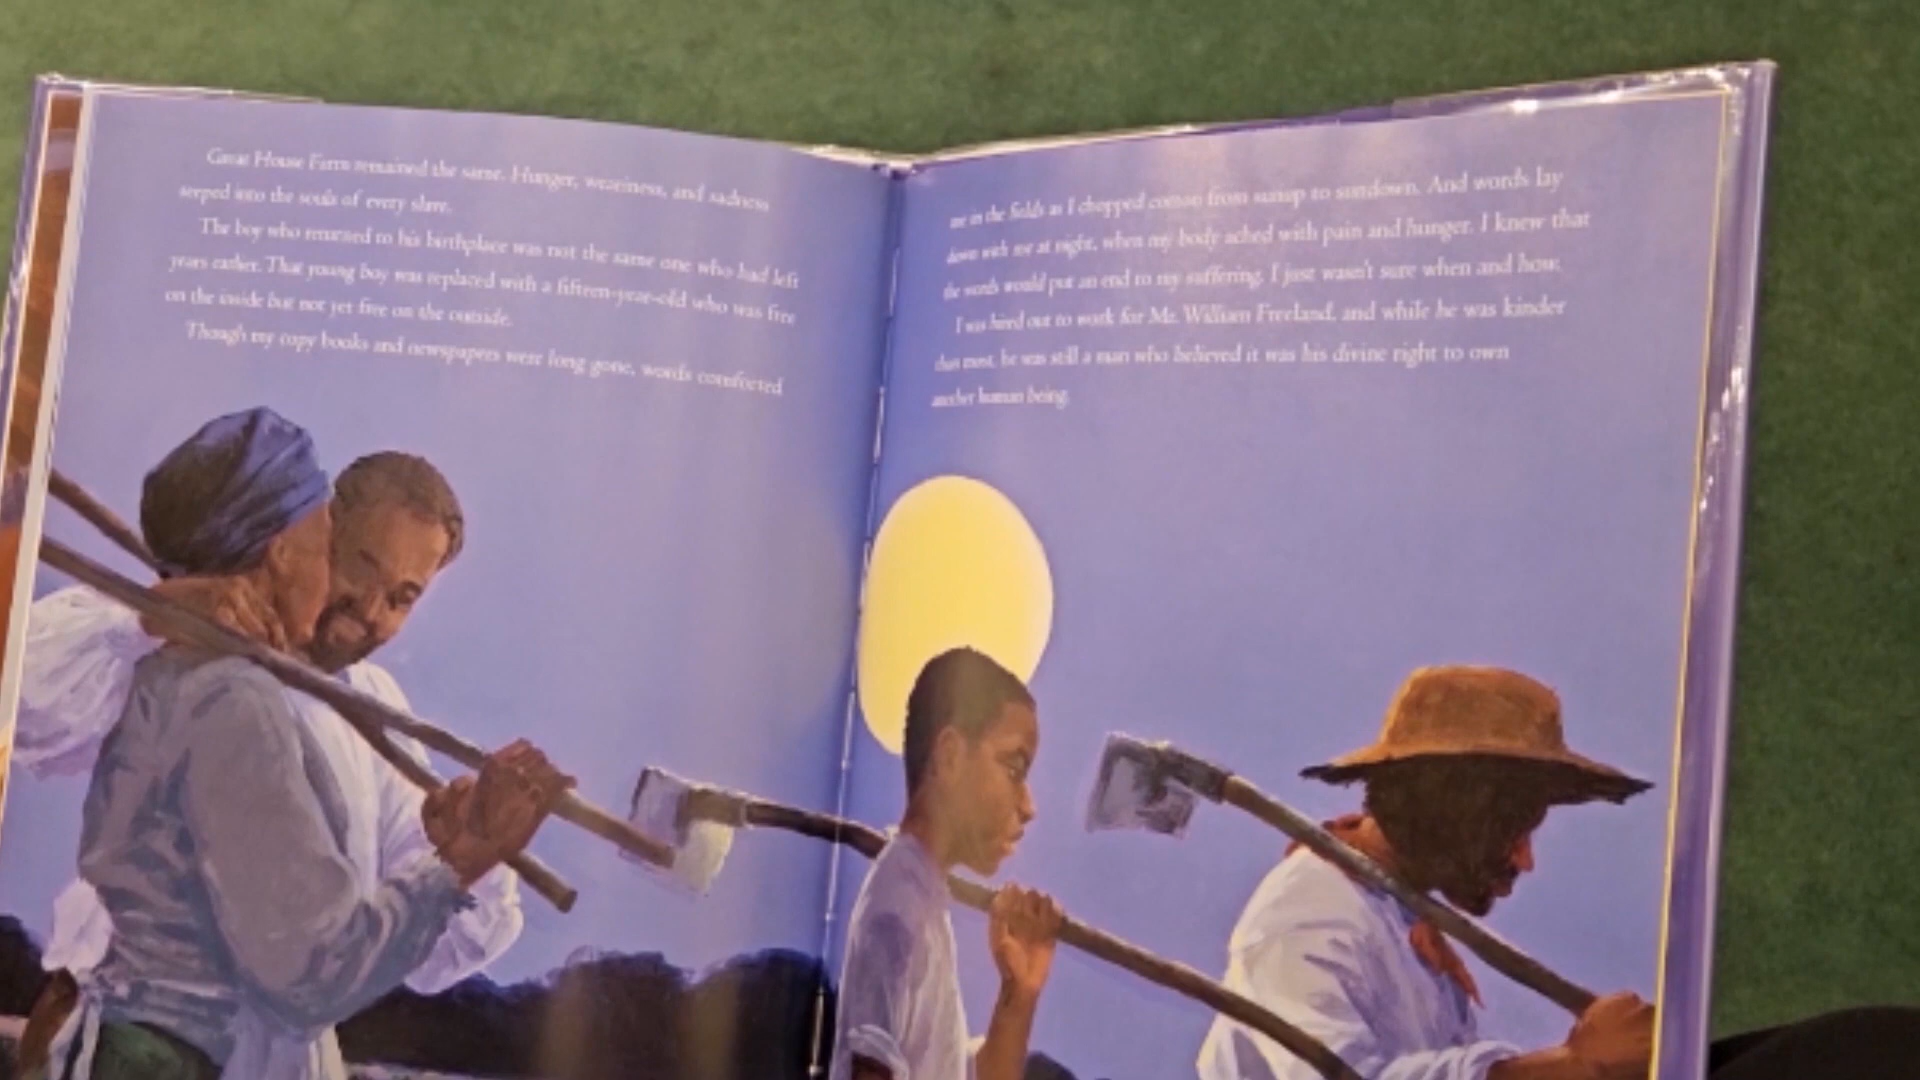 Great House Farm remained the same. Hunger, weariness, and sadness
seeped into the souls of every slave.
The boy who returned to his birthplace was not the same one who had left
years earlier. That young boy was replaced with a fifteen-year-old who was free
on the inside but not yet free on the outside.
Though my copy books and newspapers were long gone, words comforted
me in the fields as I chopped cotton from sunup to sundown. And words lay
down with me at night, when my body ached with pain and hunger. I knew that
the words would put an end to my suffering. I just wasn't sure when and how.
I was hired out to work for Mr. William Freeland, and while he was kinder
than most, he was still a man who believed it was his divine right to own
another human being.